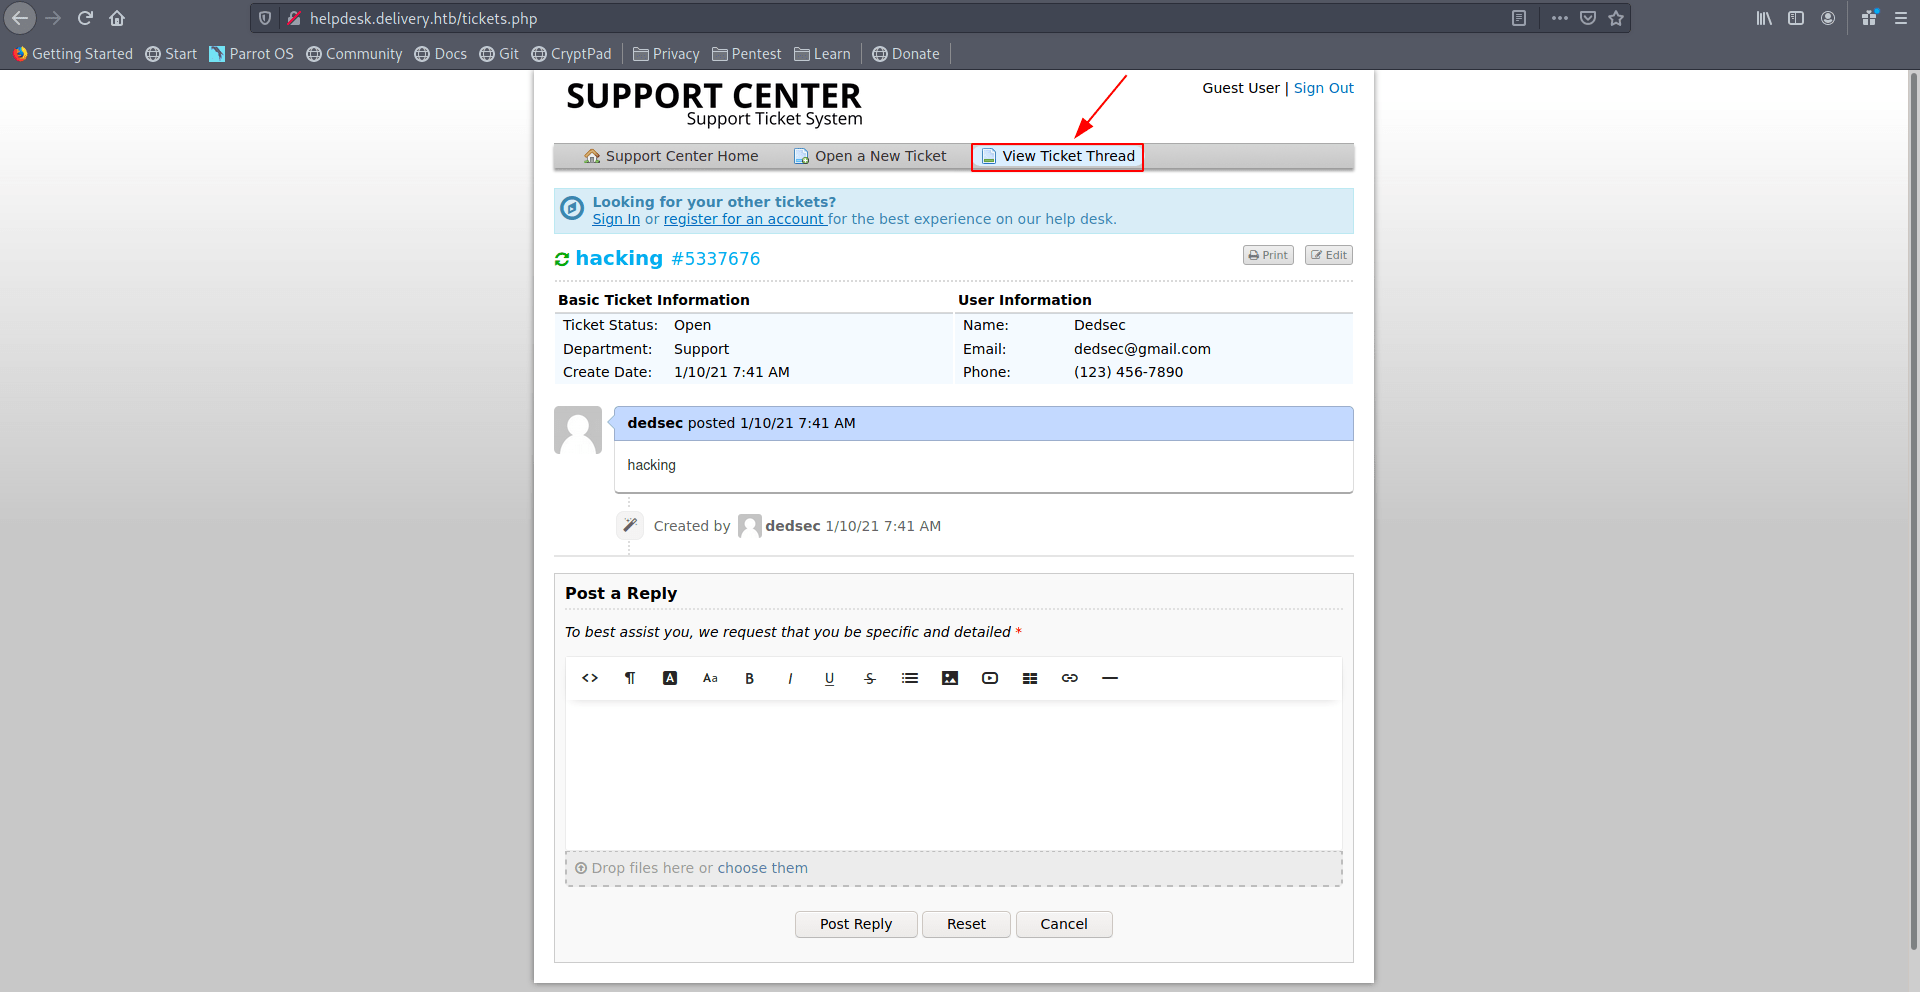 helpdesk.delivery.htb/tickets.php
Getting Started Start Parrot OS Community Docs Git CryptPad Privacy Pentest Learn Donate
SUPPORT CENTER
Support Ticket System
Guest User | Sign Out
Support Center Home Open a New Ticket View Ticket Thread
Looking for your other tickets?
Sign In or register for an account for the best experience on our help desk.
hacking #5337676 Print Edit
Basic Ticket Information User Information
Ticket Status: Open Name: Dedsec
Department: Support Email: dedsec@gmail.com
Create Date: 1/10/21 7:41 AM Phone: (123) 456-7890
dedsec posted 1/10/21 7:41 AM
hacking
Created by dedsec 1/10/21 7:41 AM
Post a Reply
To best assist you, we request that you be specific and detailed *
<> ¶ A Aa B I U S
Drop files here or choose them
Post Reply Reset Cancel